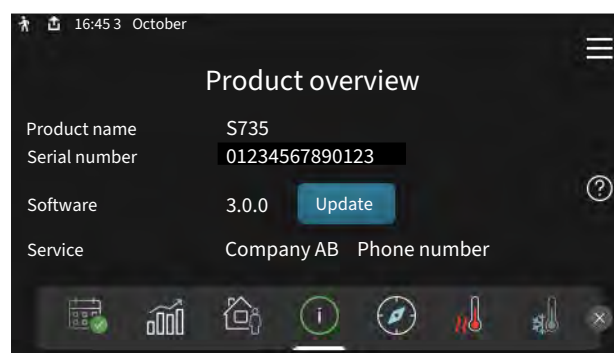 16:45 3 October
Product overview
Product name S735
Serial number 01234567890123
Software 3.0.0 Update
Service Company AB Phone number